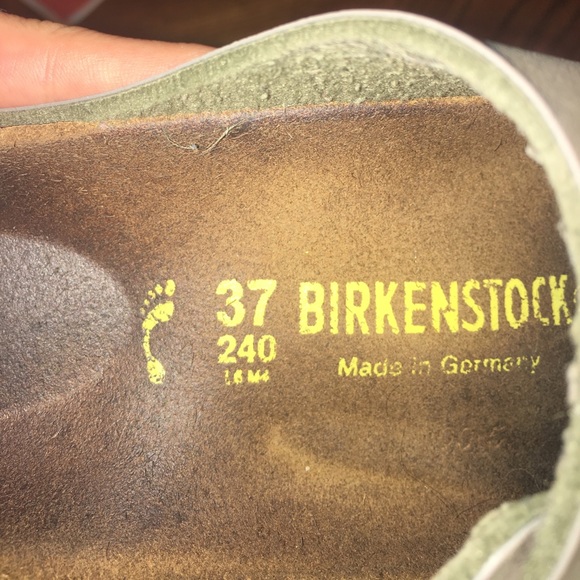 37 BIRKENSTOCK
240 Made in Germany
L6 M4